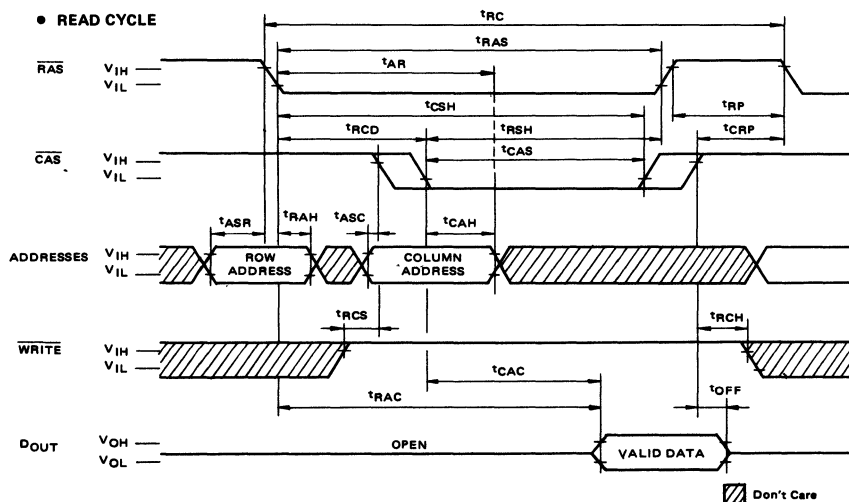 • READ CYCLE
tRC
tRAS
tAR
RAS
VIH
VIL
tCSH
tRP
tRCD
tRSH
tCRP
CAS
VIH
VIL
tCAS
tASR
tRAH
tASC
tCAH
ADDRESSES
VIH
VIL
ROW
ADDRESS
COLUMN
ADDRESS
tRCS
tRCH
WRITE
VIH
VIL
tCAC
tOFF
tRAC
DOUT
VOH
VOL
OPEN
VALID DATA
Don't Care